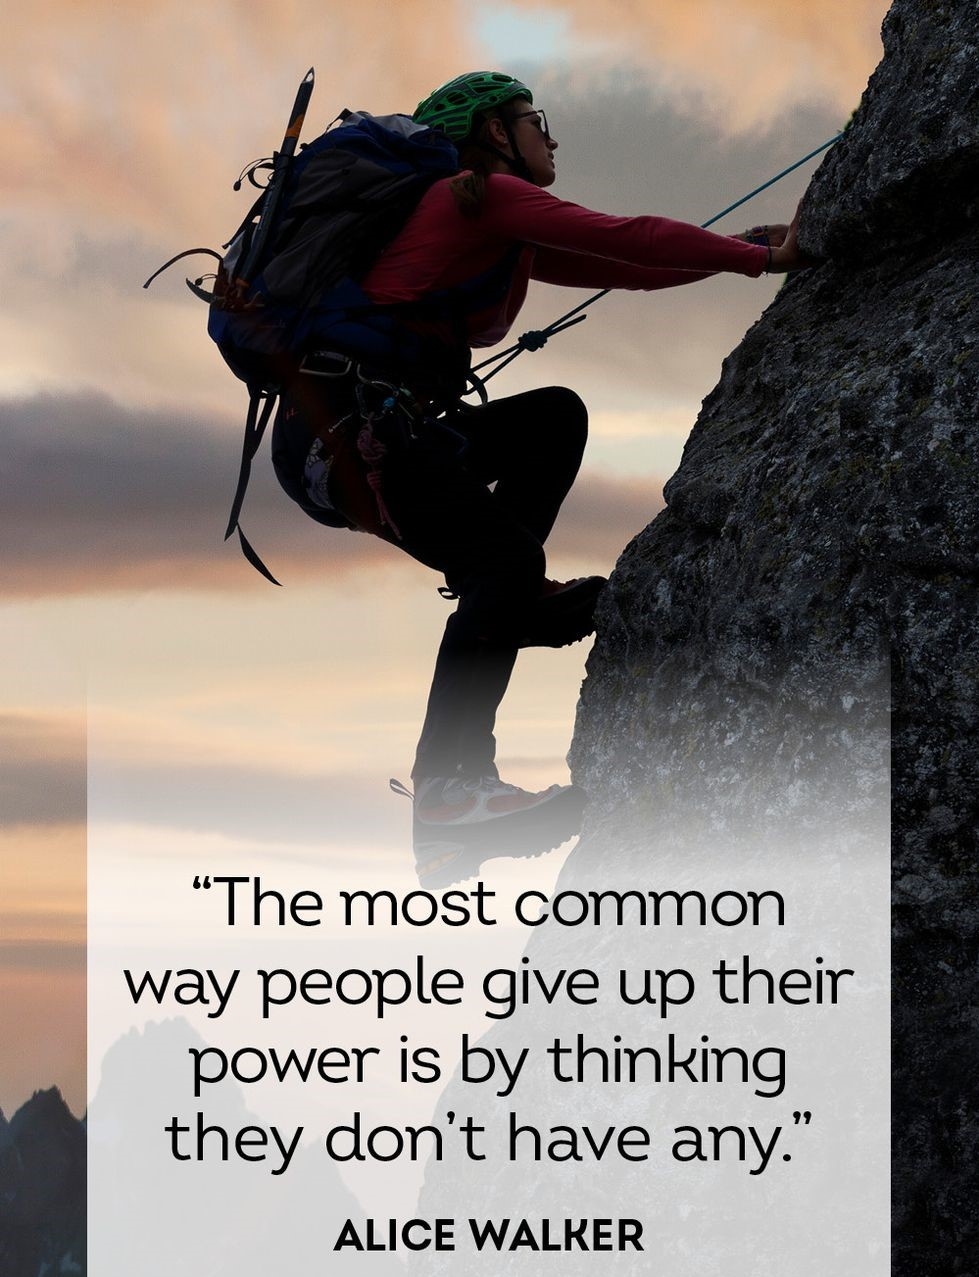 “The most common
way people give up their
power is by thinking
they don’t have any.”
ALICE WALKER